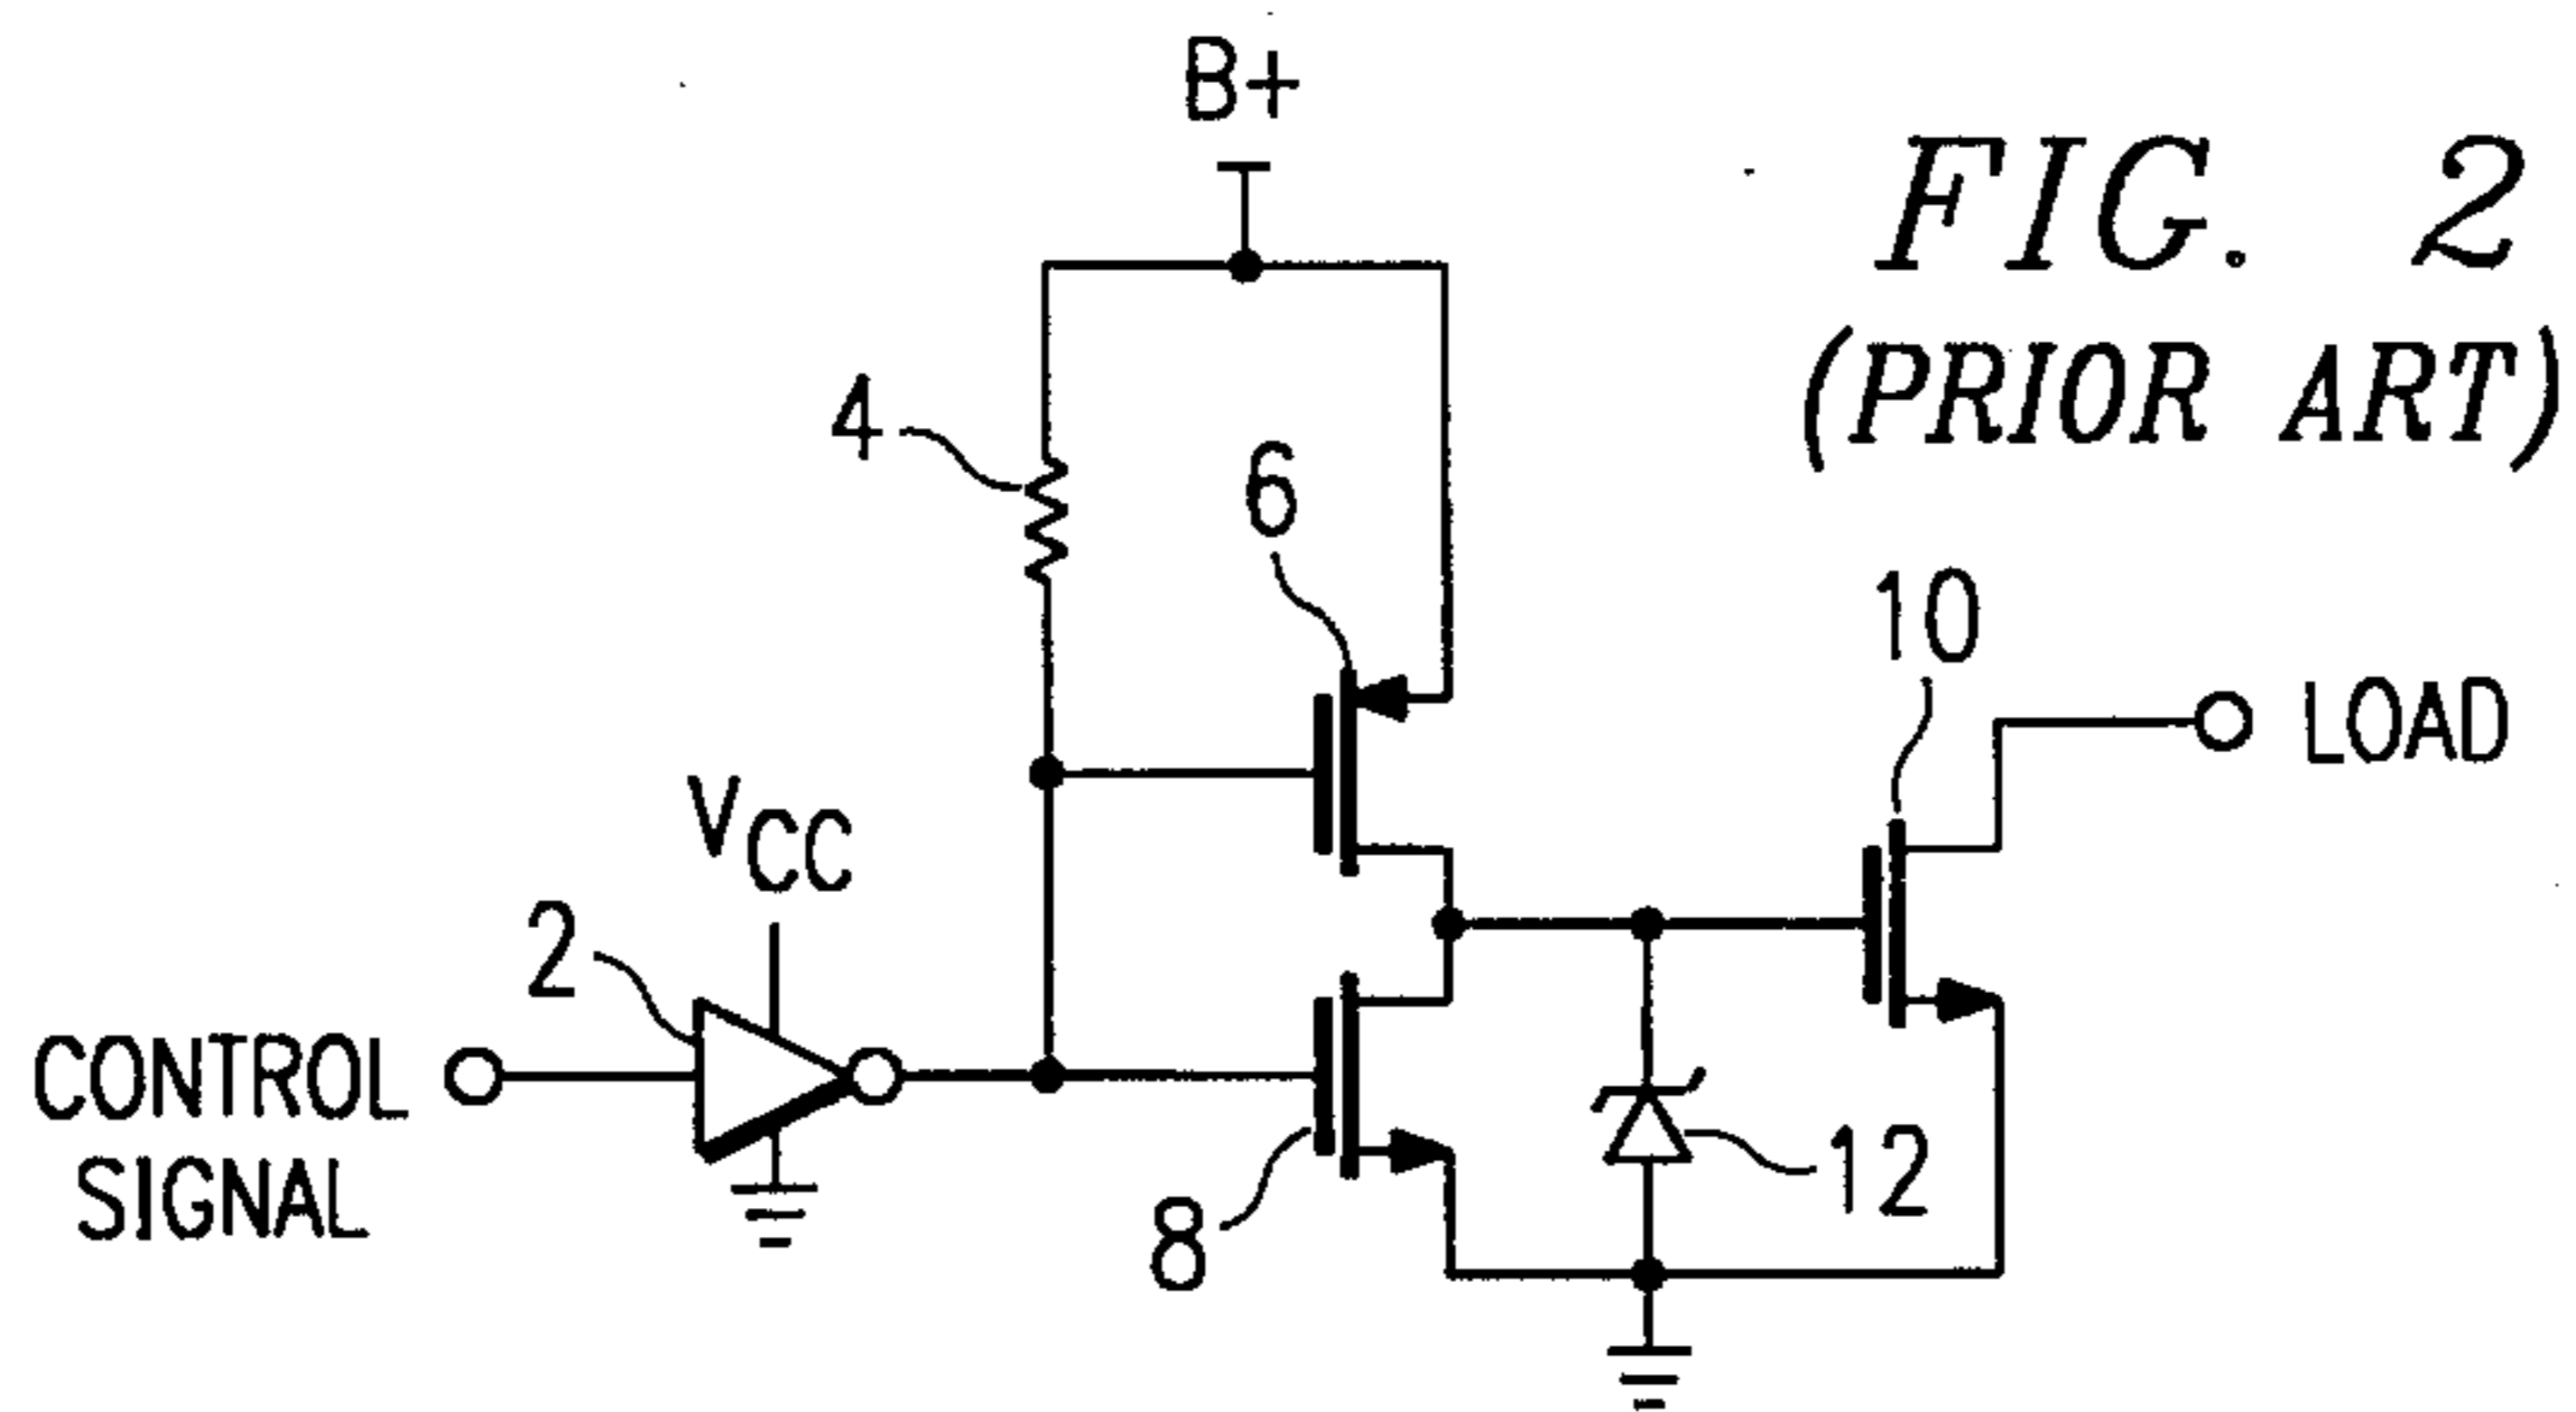 B+
FIG. 2
(PRIOR ART)
4
6
10
LOAD
VCC
2
CONTROL
SIGNAL
8
12